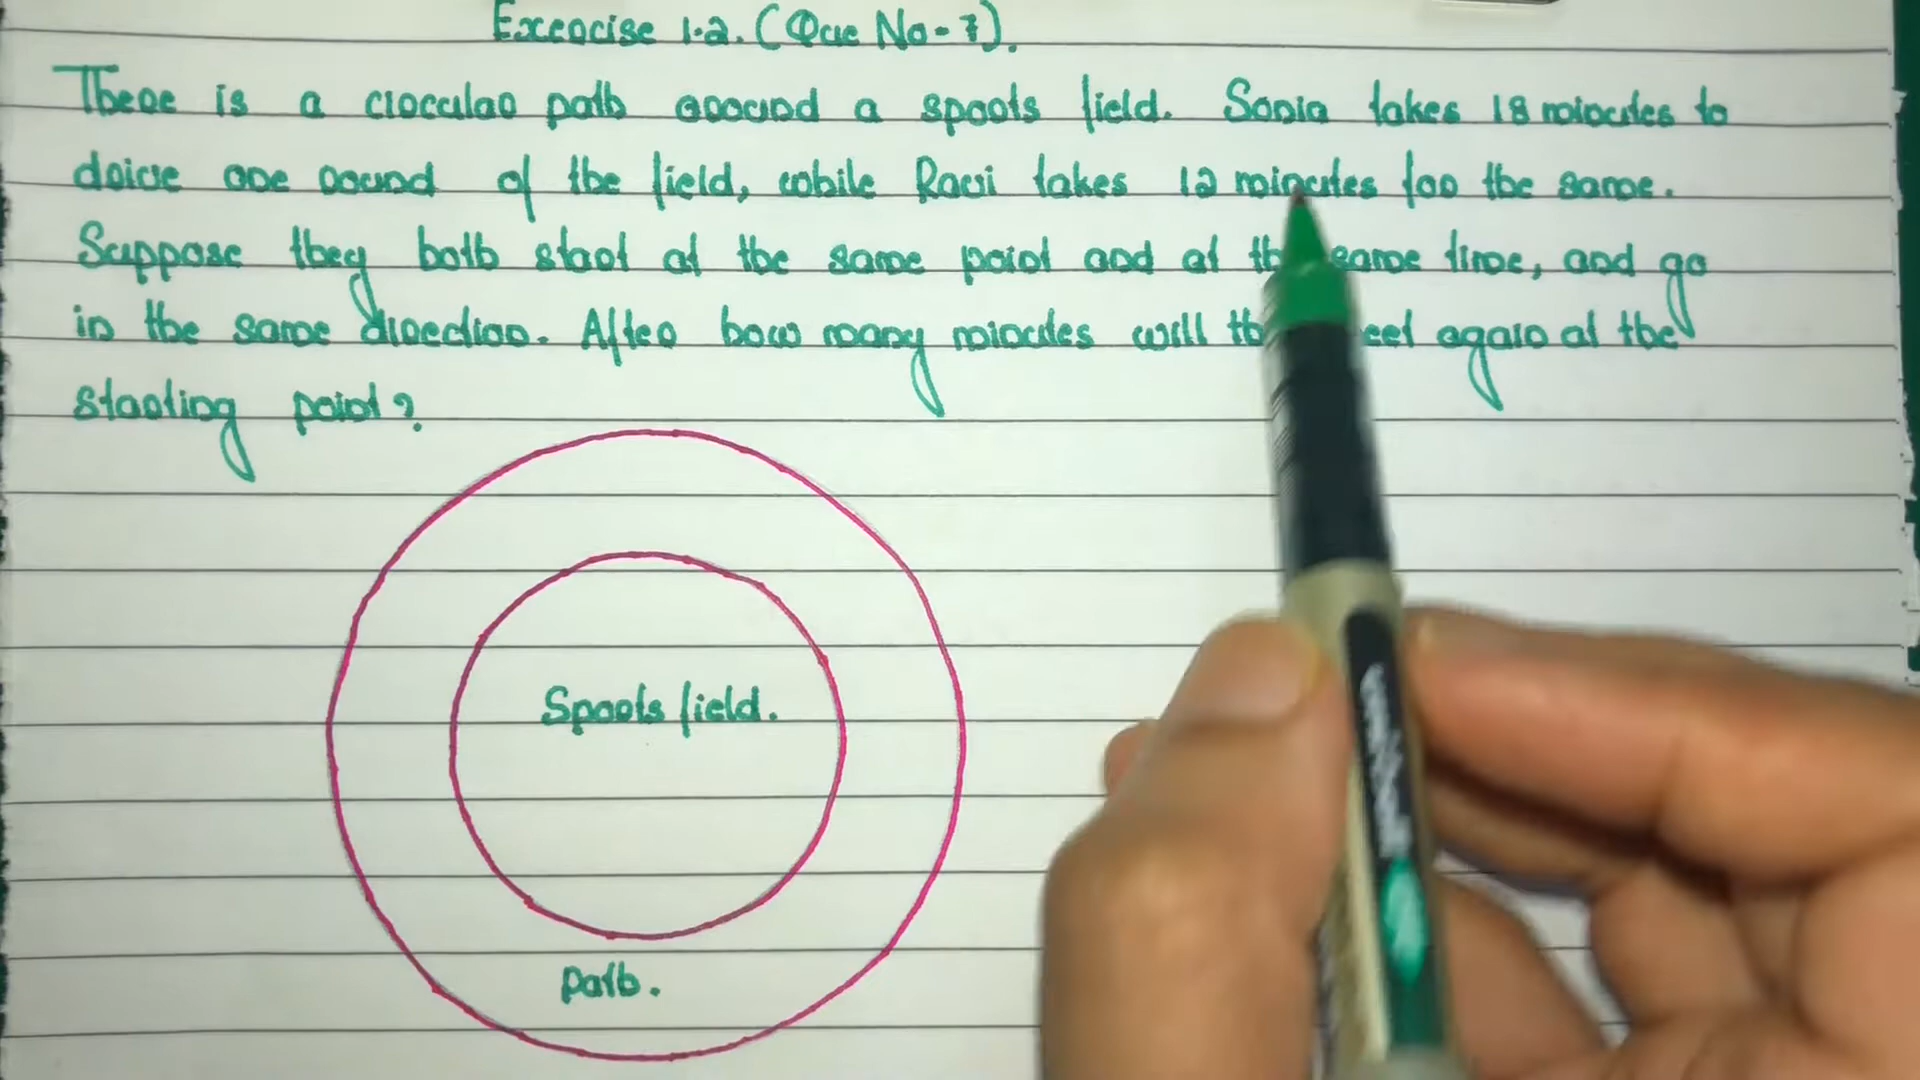 Exercise 1.2. (Que No-7).
There is a circular path around a sports field. Sonia takes 18 minutes to
drive one round of the field, while Ravi takes 12 minutes for the same.
Suppose they both start at the same point and at the same time, and go
in the same direction. After how many minutes will they meet again at the
starting point?
Sports field.
Path.